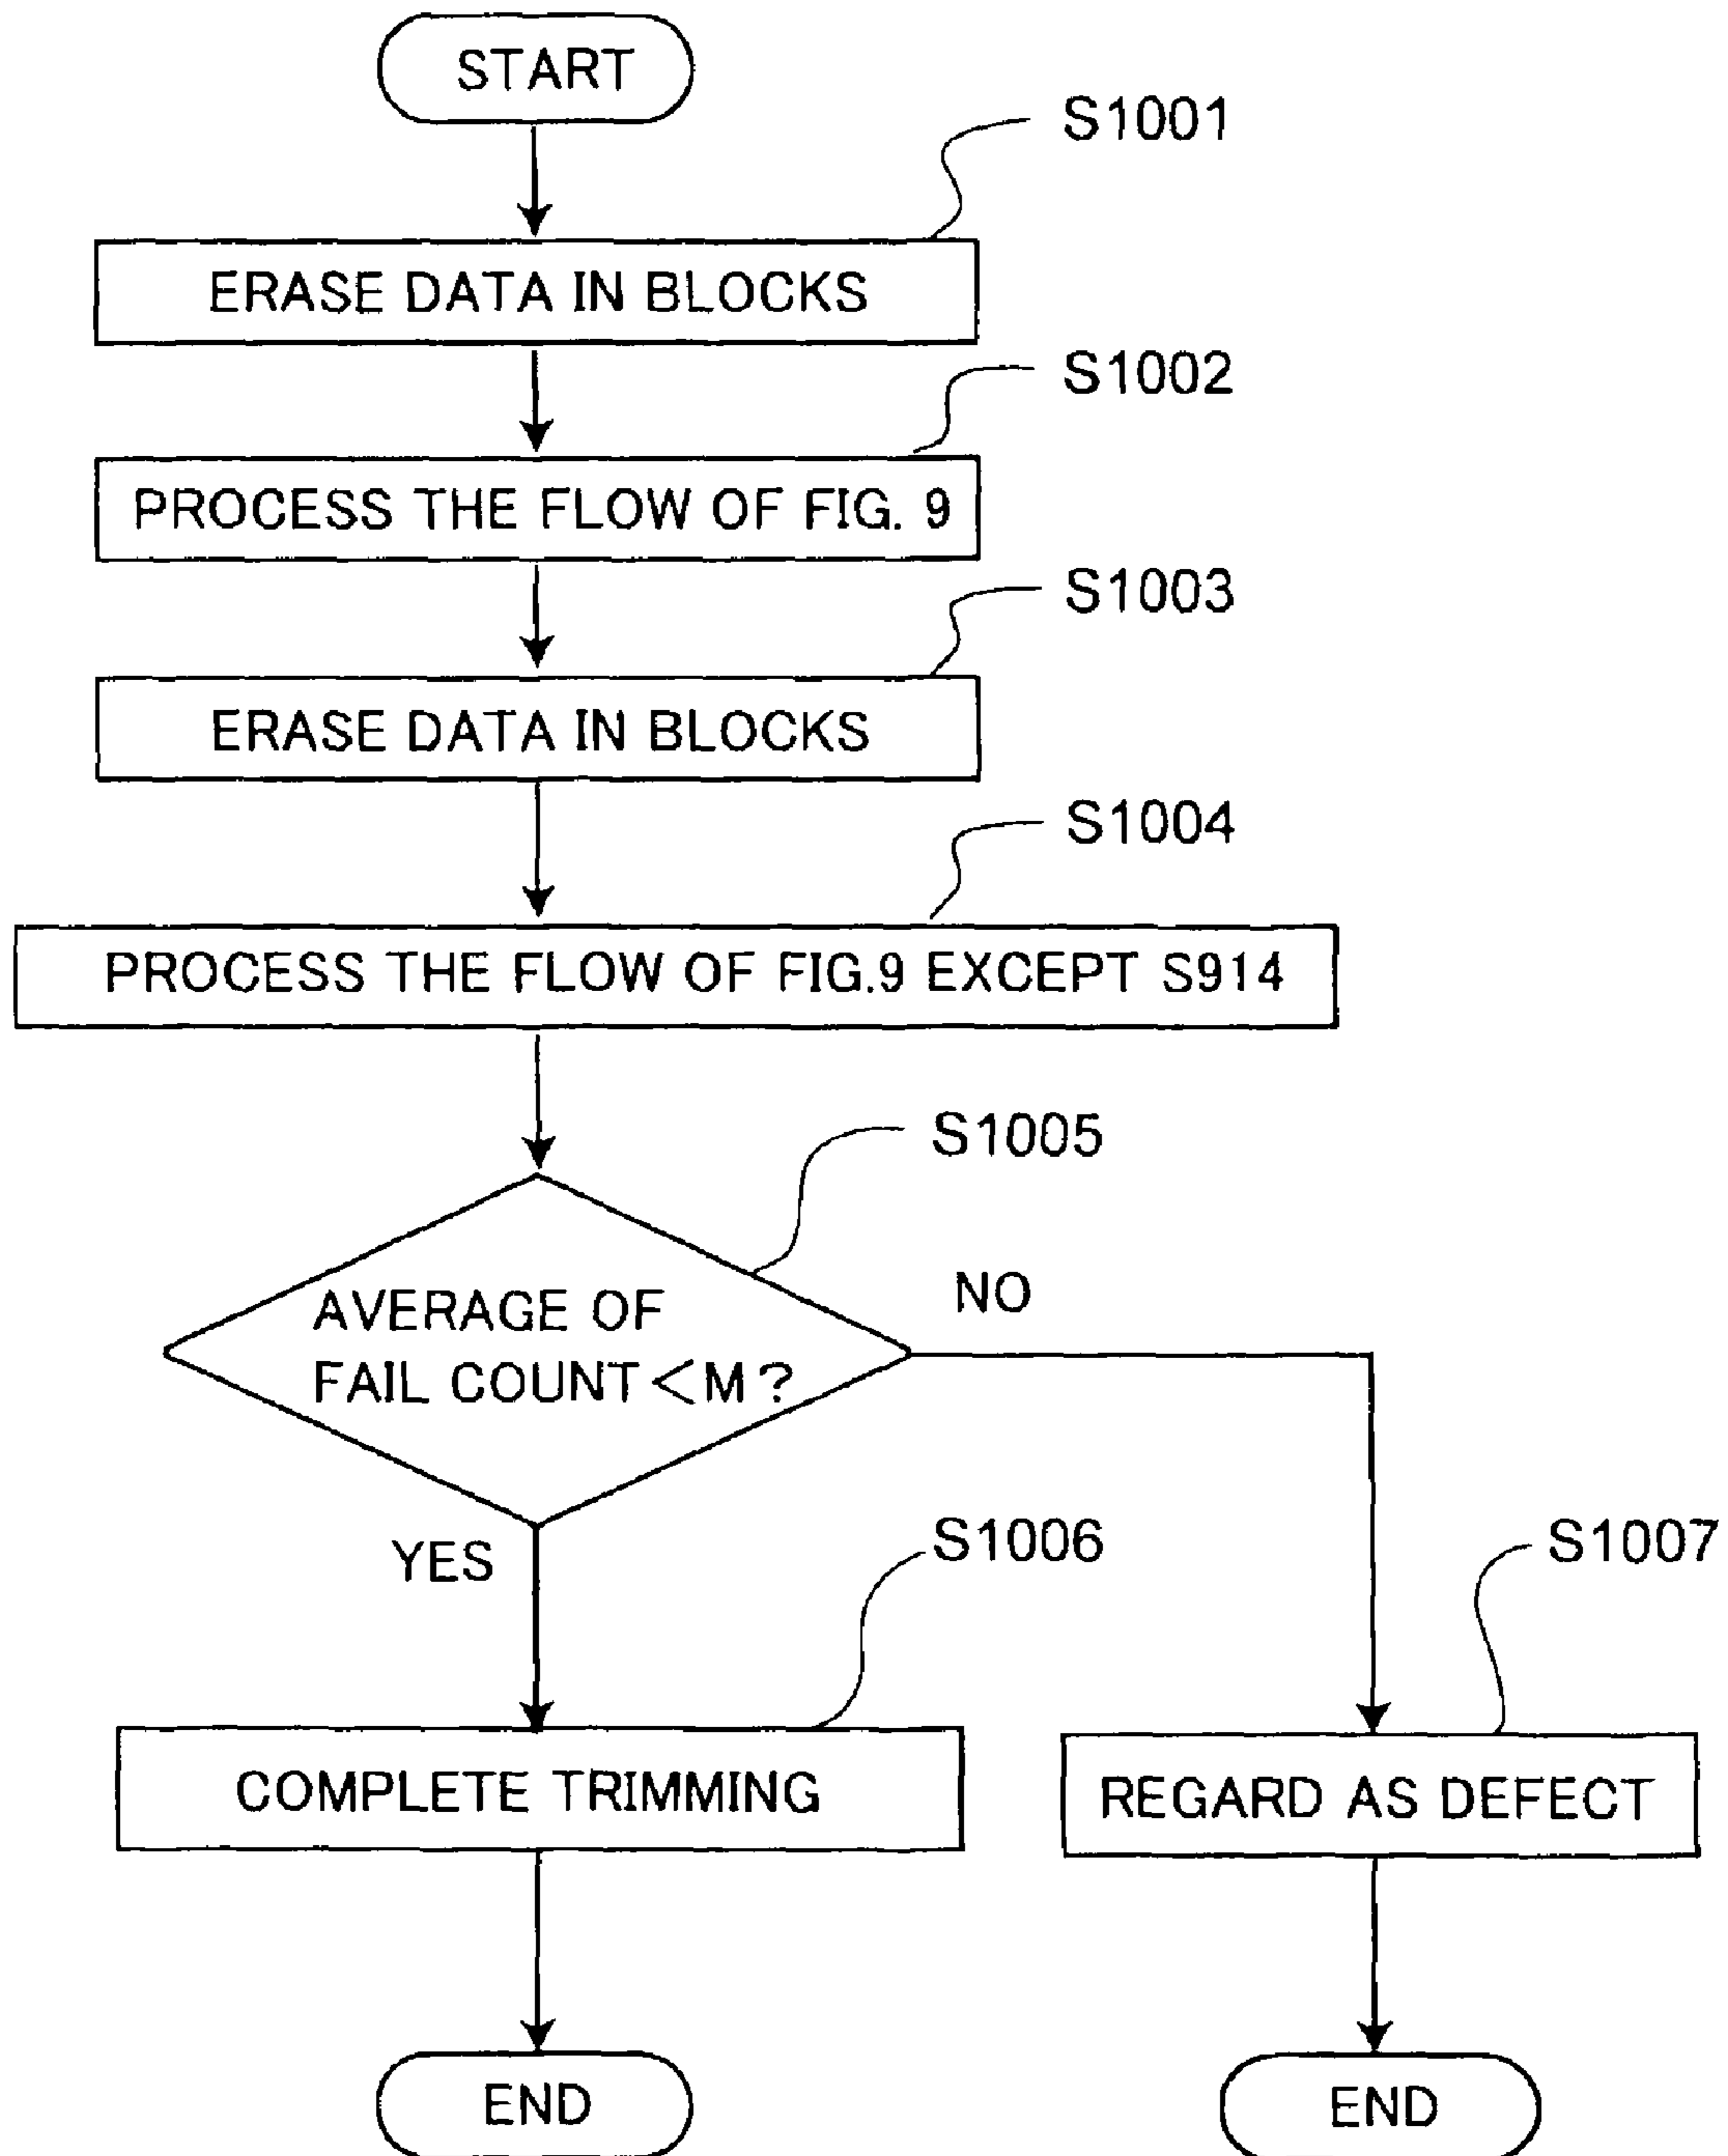 START
S1001
ERASE DATA IN BLOCKS
S1002
PROCESS THE FLOW OF FIG. 9
S1003
ERASE DATA IN BLOCKS
S1004
PROCESS THE FLOW OF FIG.9 EXCEPT S914
S1005
AVERAGE OF
FAIL COUNT<M?
NO
YES
S1006
S1007
COMPLETE TRIMMING
REGARD AS DEFECT
END
END